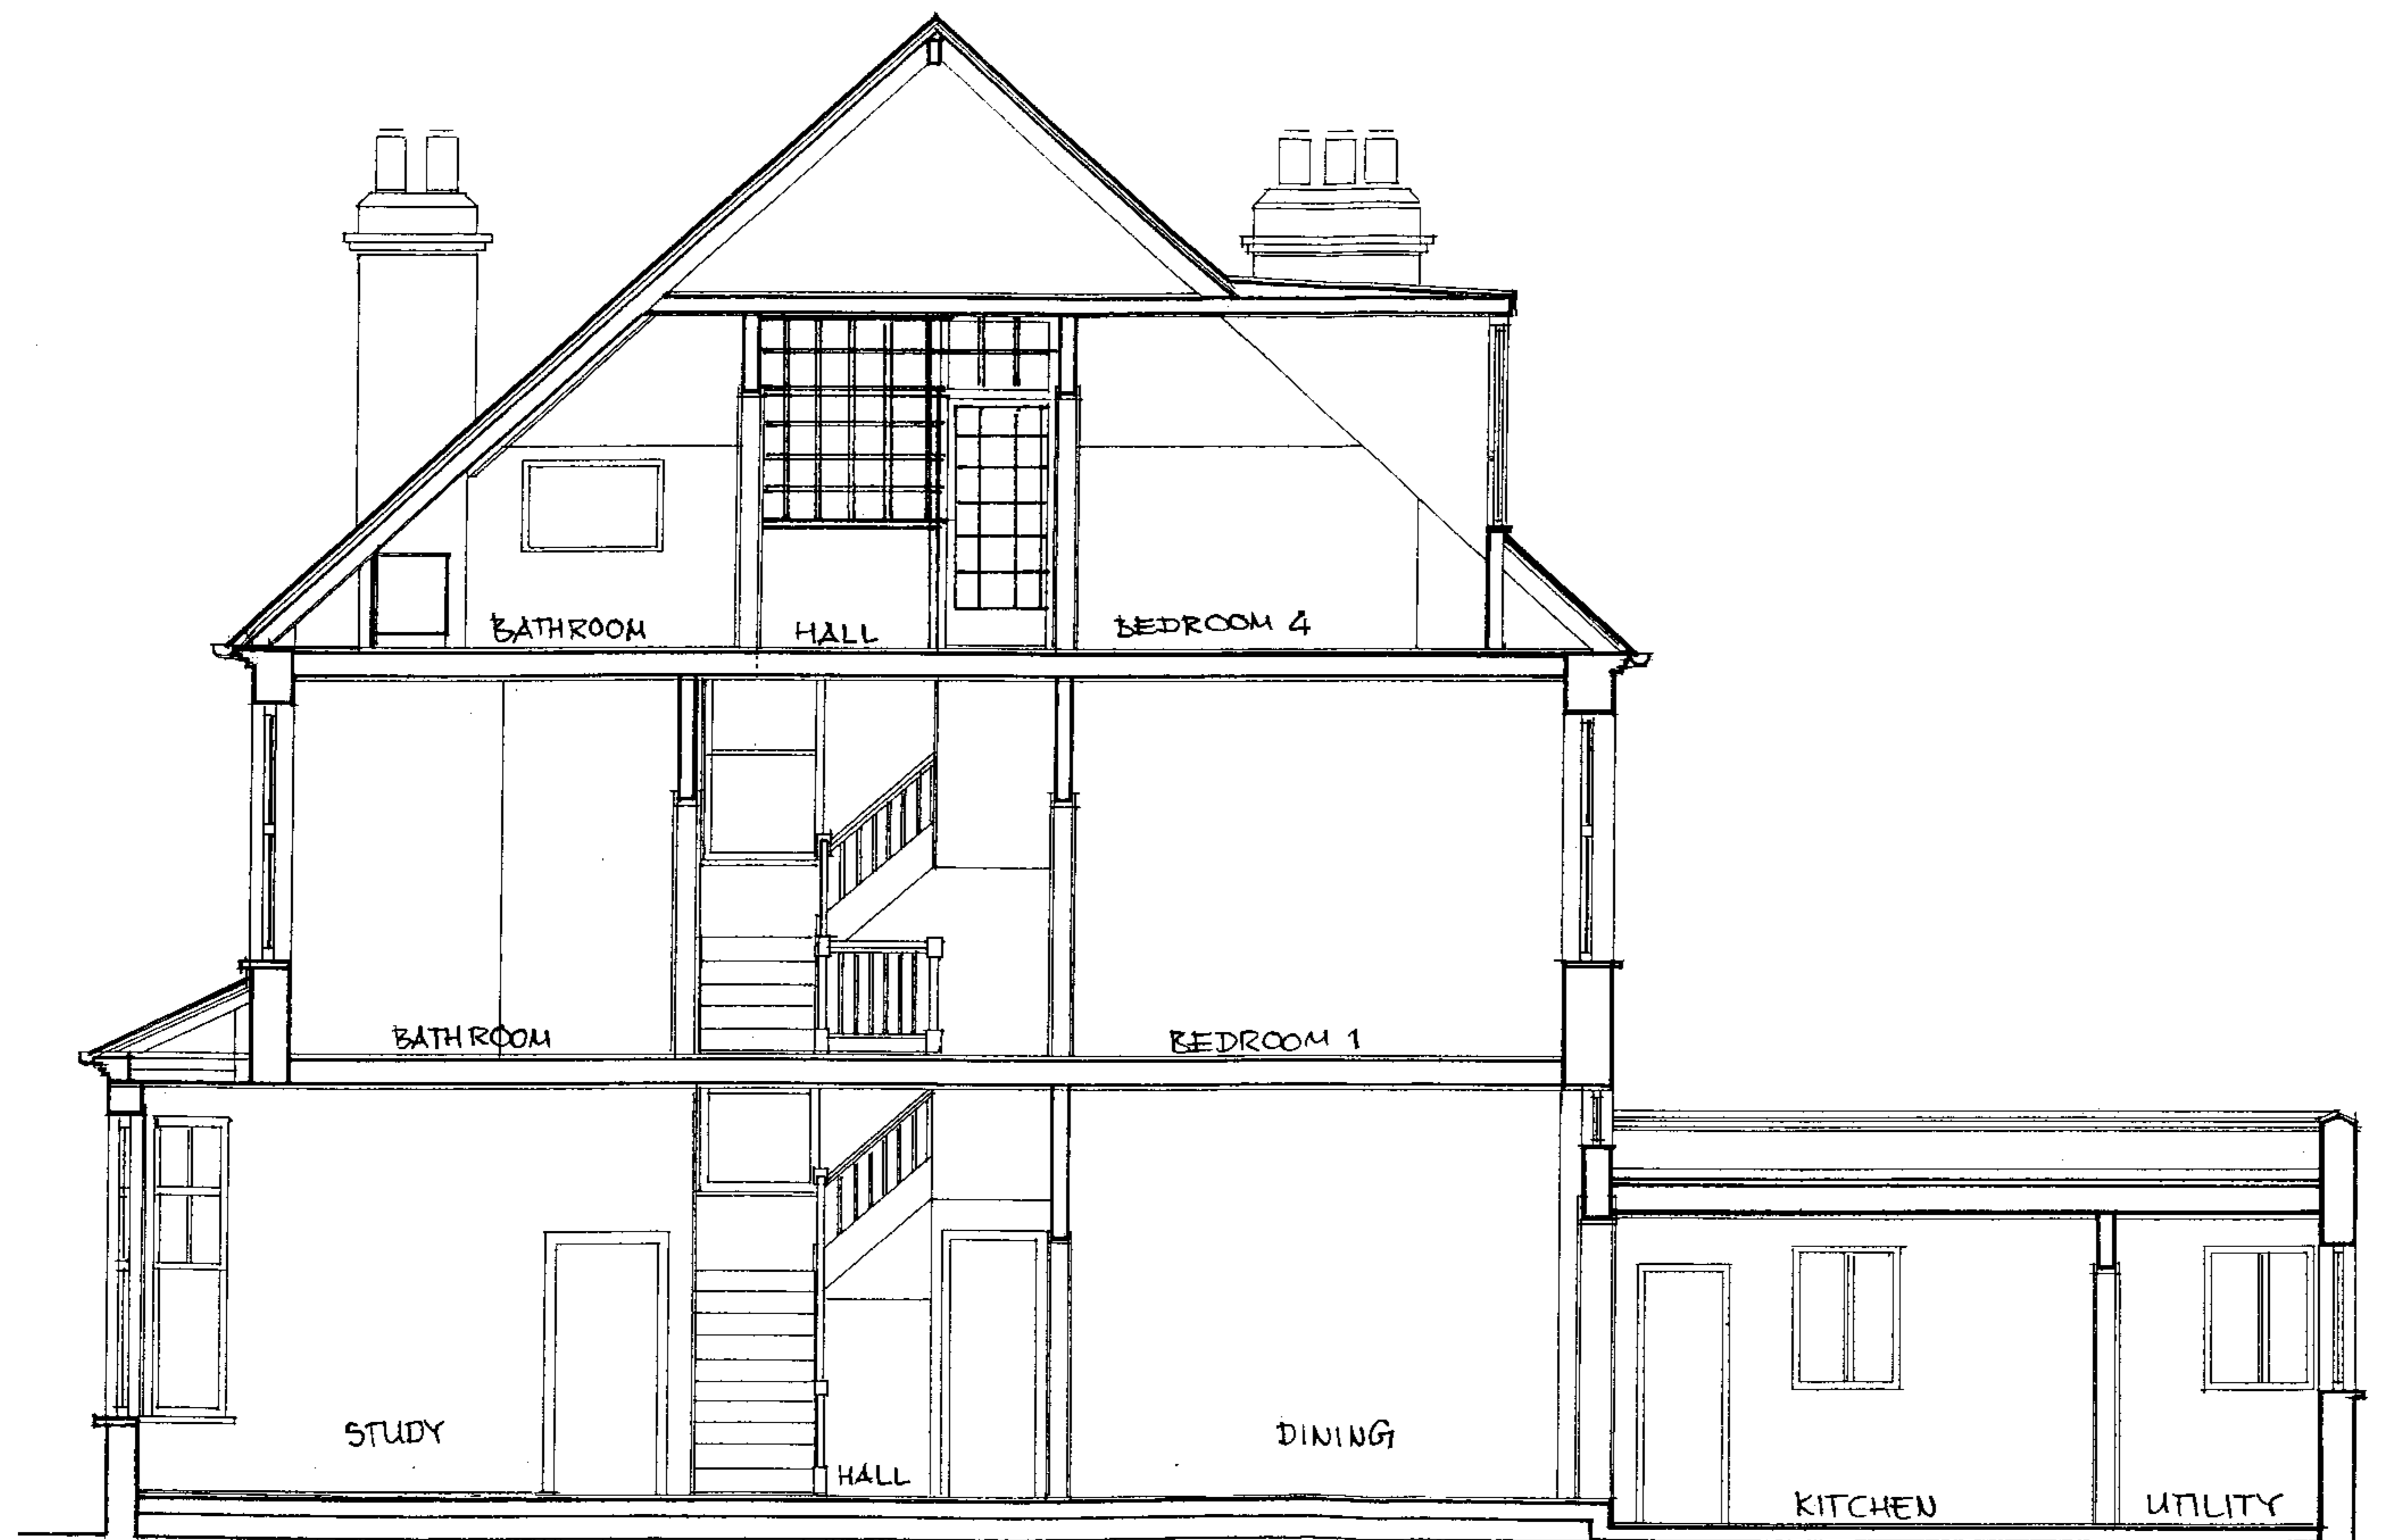 BATHROOM
HALL
BEDROOM 4
BATHROOM
BEDROOM 1
STUDY
HALL
DINING
KITCHEN
UTILITY